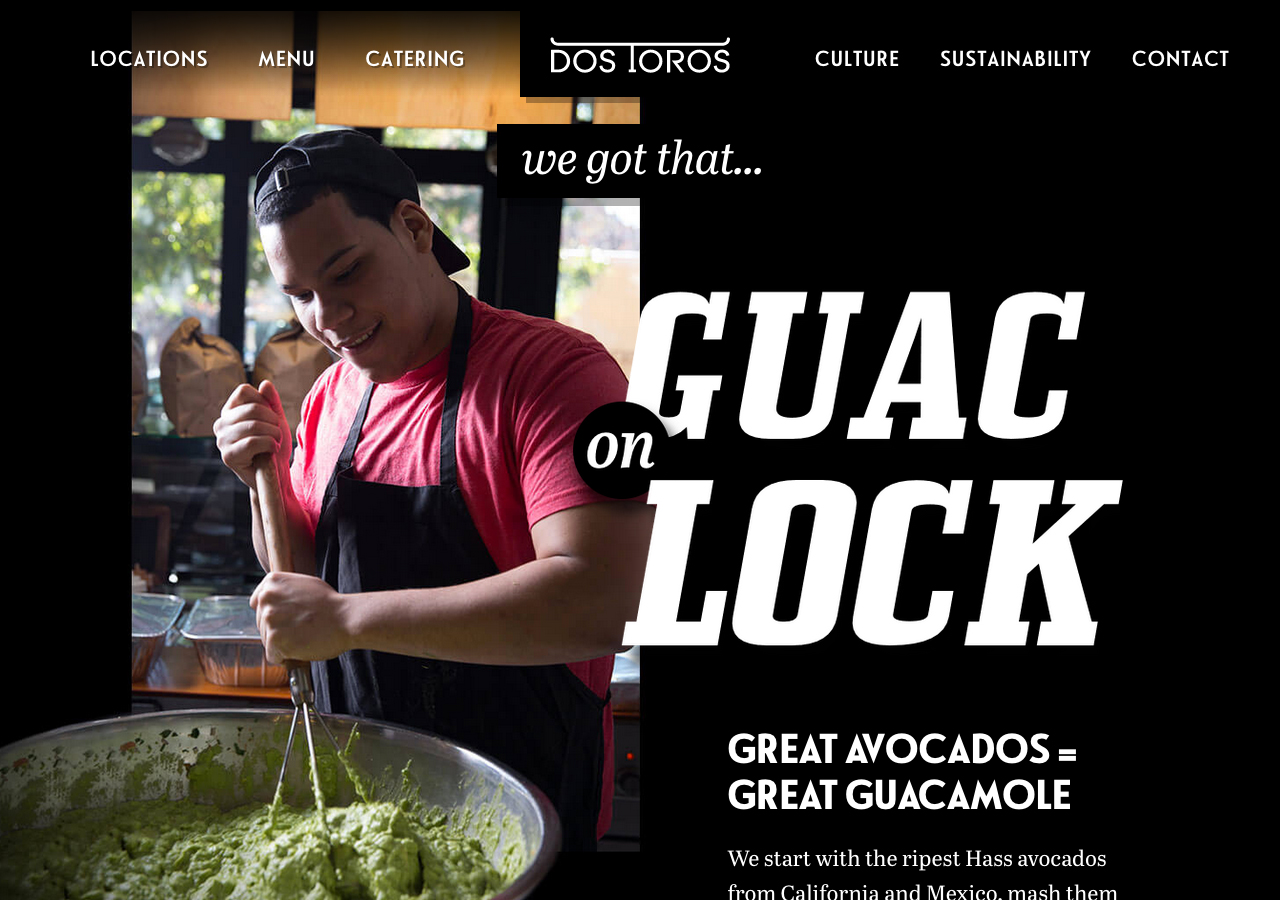 LOCATIONS
MENU
CATERING
DOS TOROS
CULTURE
SUSTAINABILITY
CONTACT
we got that...
GUAC
on
LOCK
GREAT AVOCADOS =
GREAT GUACAMOLE
We start with the ripest Hass avocados
from California and Mexico, mash them